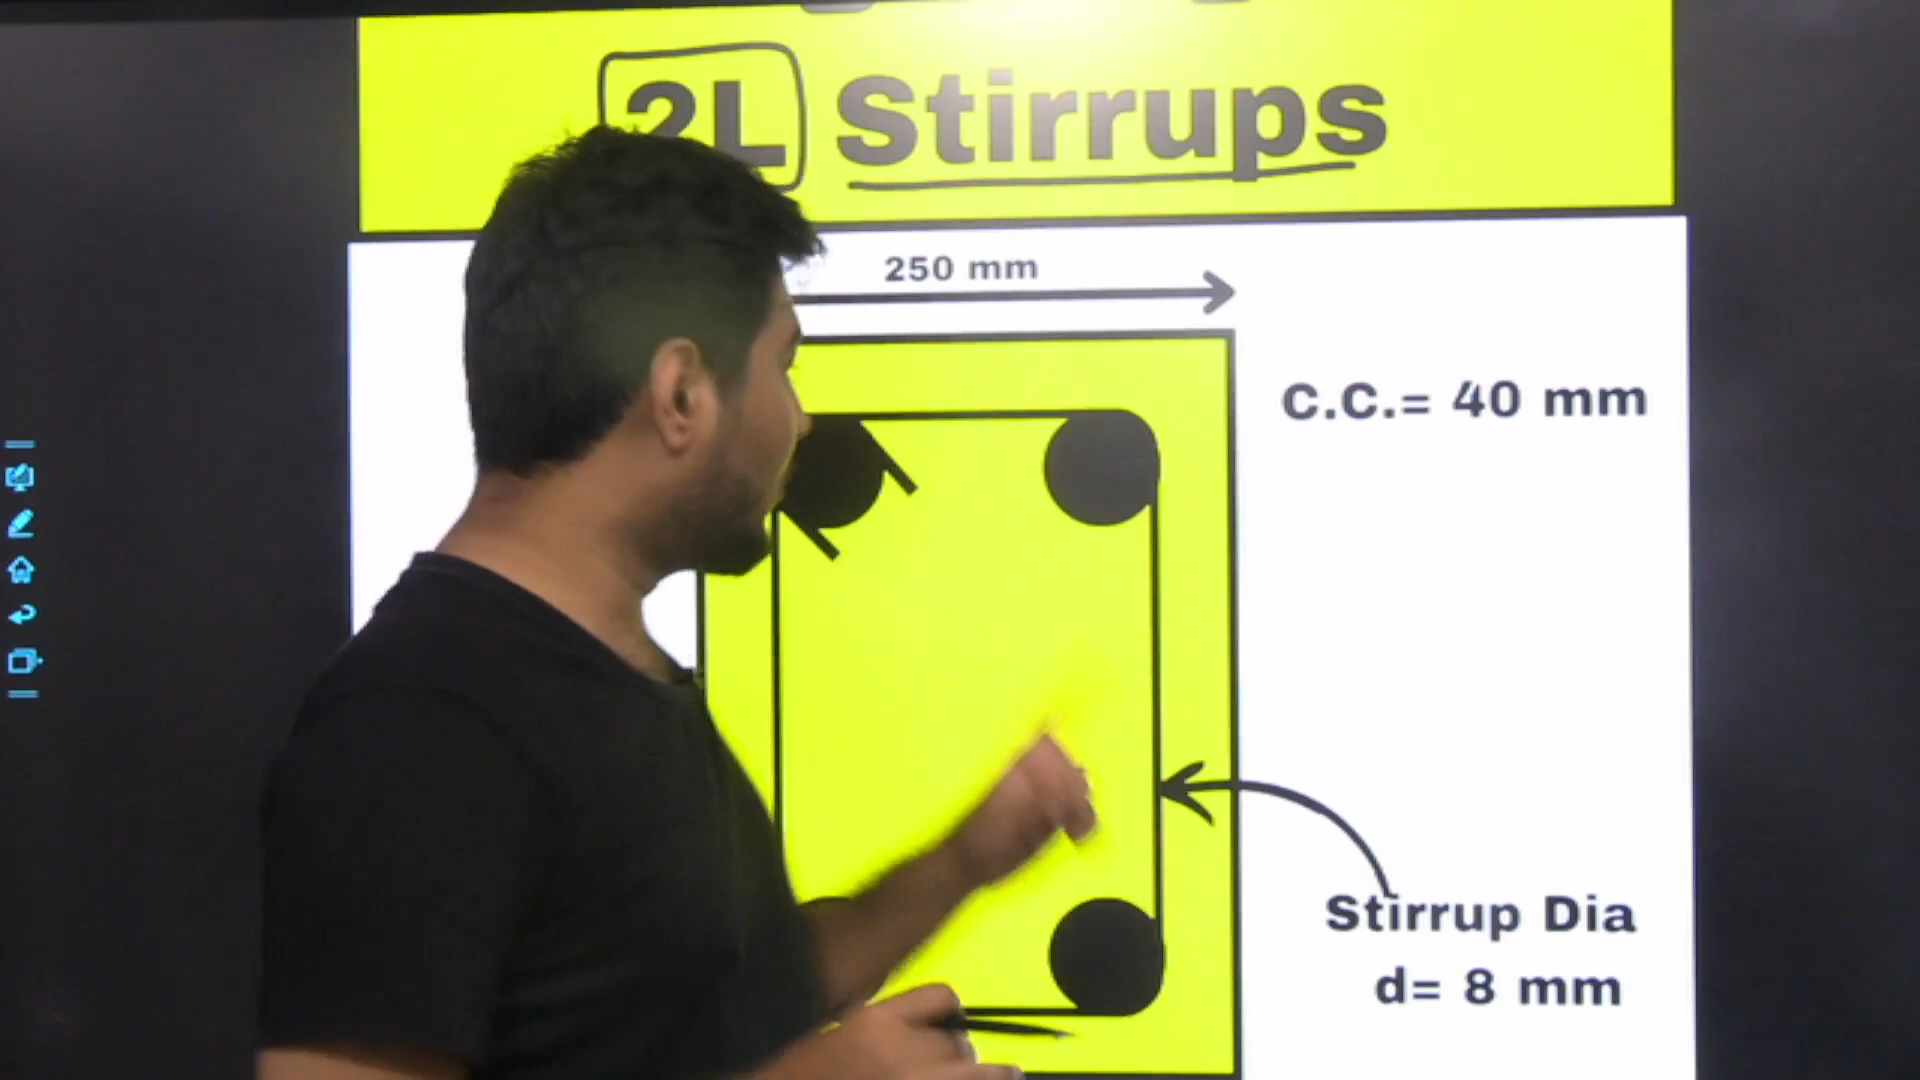 2L Stirrups
250 mm
C.C.= 40 mm
Stirrup Dia
d= 8 mm